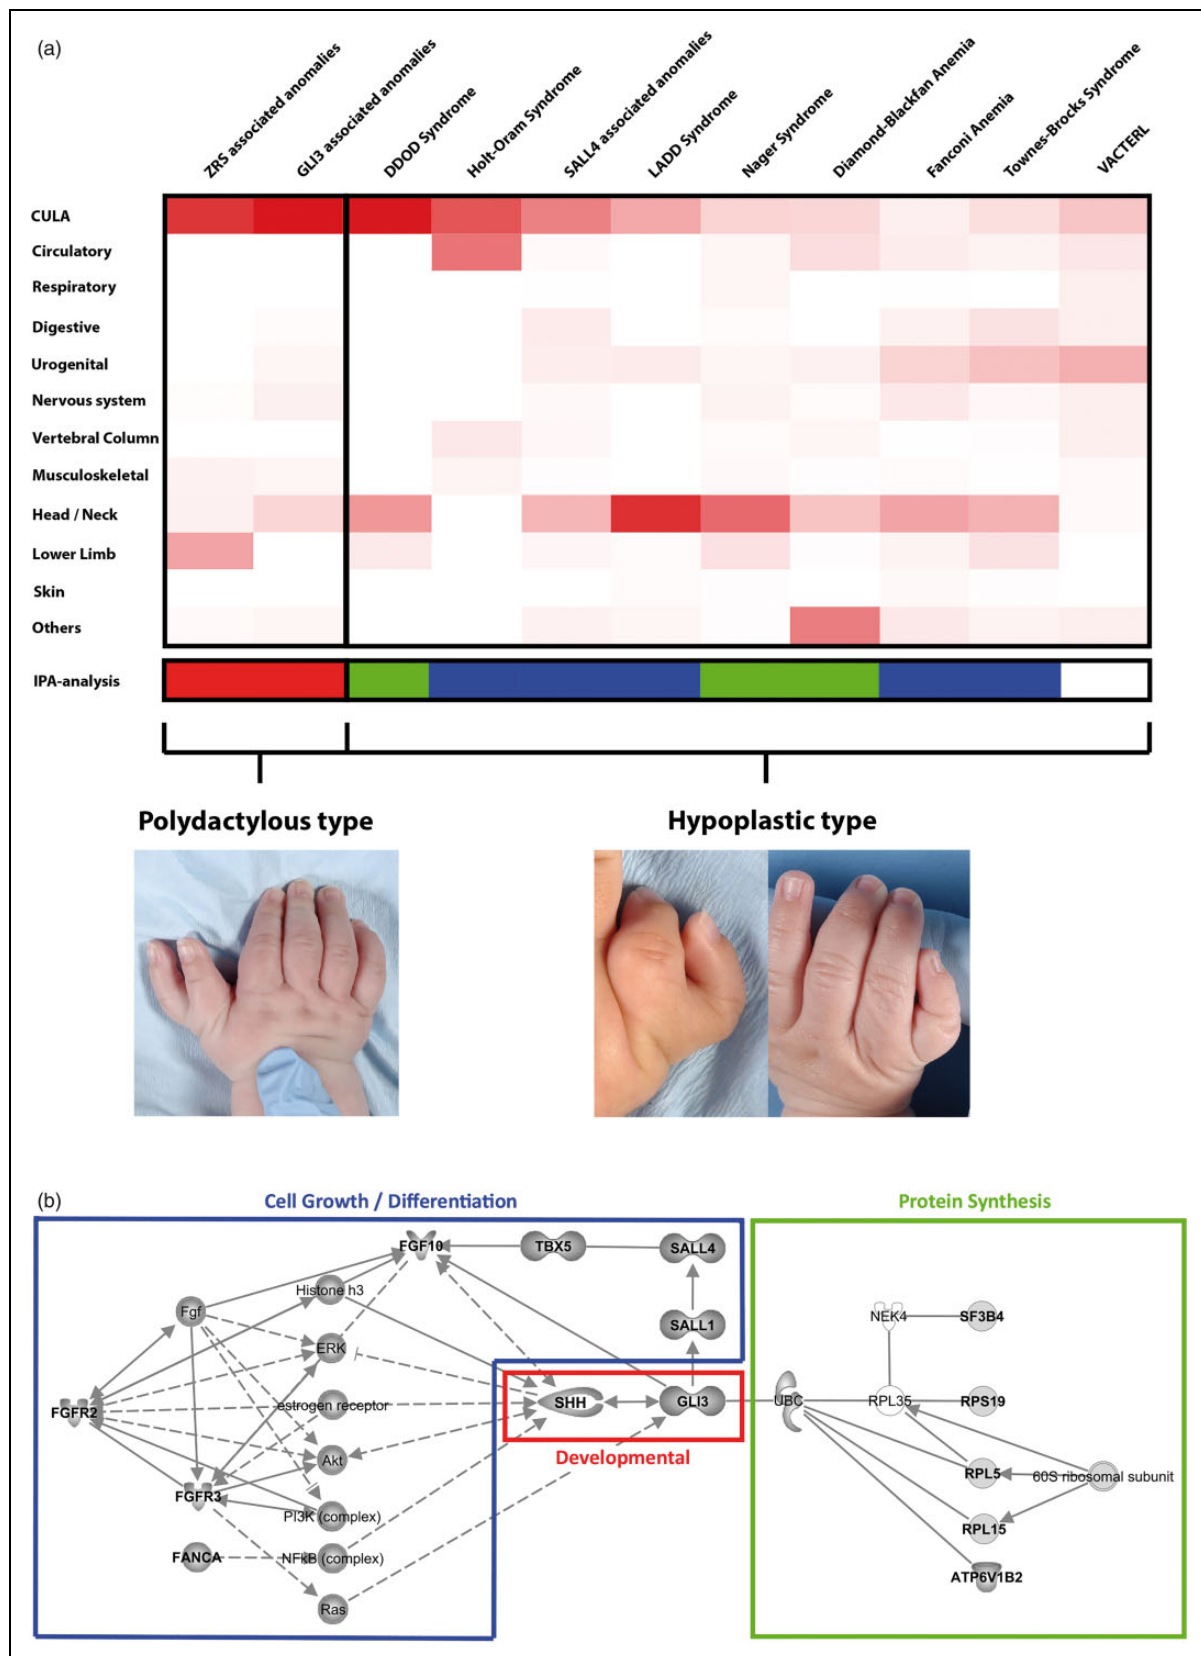 (a)
ZRS associated anomalies
GLI3 associated anomalies
DDOD Syndrome
Holt-Oram Syndrome
SALL4 associated anomalies
LADD Syndrome
Nager Syndrome
Diamond-Blackfan Anemia
Fanconi Anemia
Townes-Brocks Syndrome
VACTERL
CULA
Circulatory
Respiratory
Digestive
Urogenital
Nervous system
Vertebral Column
Musculoskeletal
Head / Neck
Lower Limb
Skin
Others
IPA-analysis
Polydactylous type
Hypoplastic type
(b)
Cell Growth / Differentiation
Protein Synthesis
FGF10
TBX5
SALL4
Histone h3
Fgf
SALL1
ERK
NEK4
SF3B4
FGFR2
estrogen receptor
SHH
GLI3
UBC
RPL35
RPS19
Developmental
Akt
RPL5
60S ribosomal subunit
FGFR3
PI3K (complex)
RPL15
FANCA
NFkB (complex)
ATP6V1B2
Ras